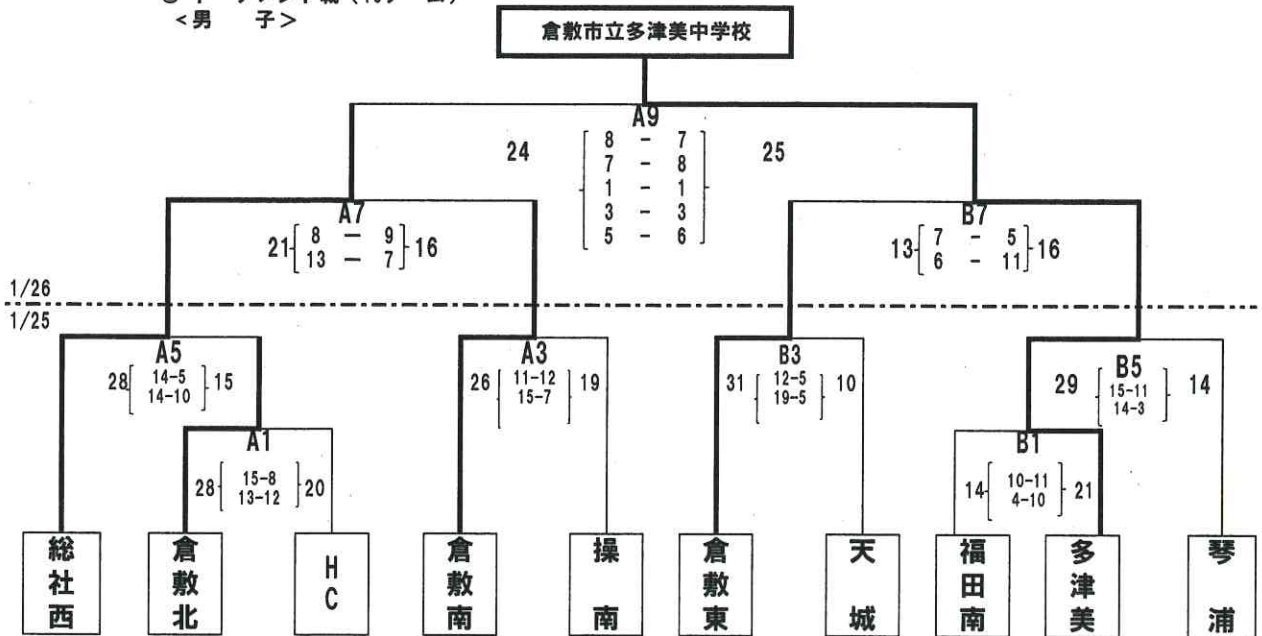 <男 子>
倉敷市立多津美中学校
A9
24 8 - 7 25
7 - 8
1 - 1
3 - 3
5 - 6
A7
21 8 - 9 16
13 - 7
B7
13 7 - 5 16
6 - 11
1/26
1/25
A5
28 14-5 15
14-10
A3
26 11-12 19
15-7
B3
31 12-5 10
19-5
B5
29 15-11 14
14-3
A1
28 15-8 20
13-12
B1
14 10-11 21
4-10
総社西
倉敷北
HC
倉敷南
操南
倉敷東
天城
福田南
多津美
琴浦